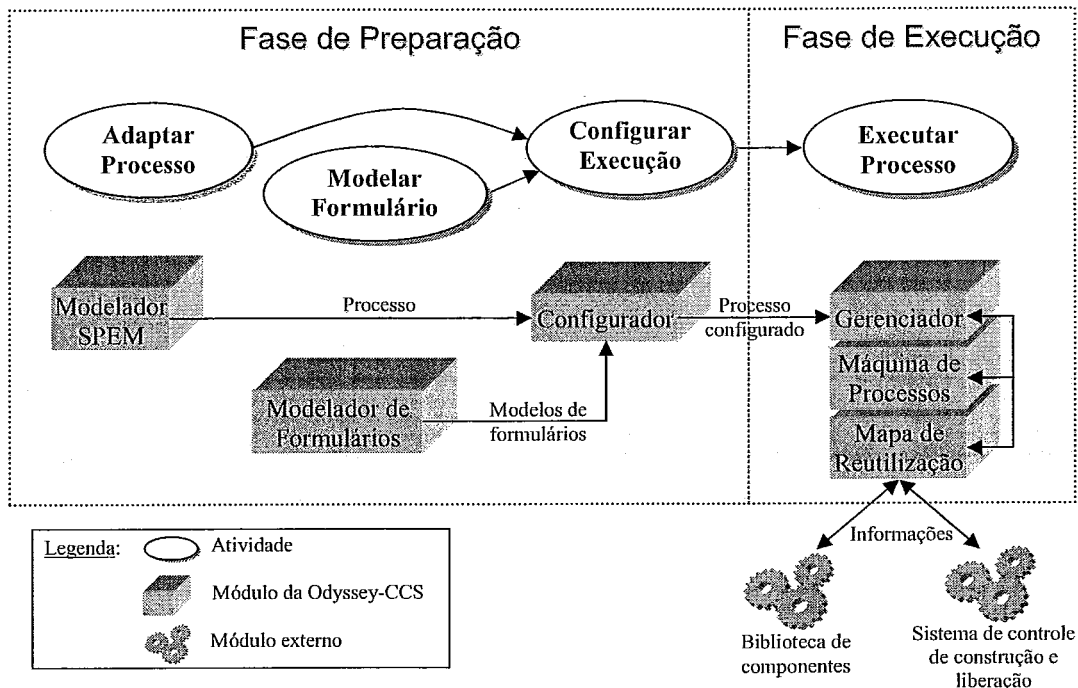 Fase de Preparação
Fase de Execução
Adaptar
Processo
Modelar
Formulário
Configurar
Execução
Executar
Processo
Modelador
SPEM
Processo
Configurador
Processo
configurado
Gerenciador
Máquina de
Processos
Mapa de
Reutilização
Modelador de
Formulários
Modelos de
formulários
Informações
Legenda:
Atividade
Módulo da Odyssey-CCS
Módulo externo
Biblioteca de
componentes
Sistema de controle
de construção e
liberação